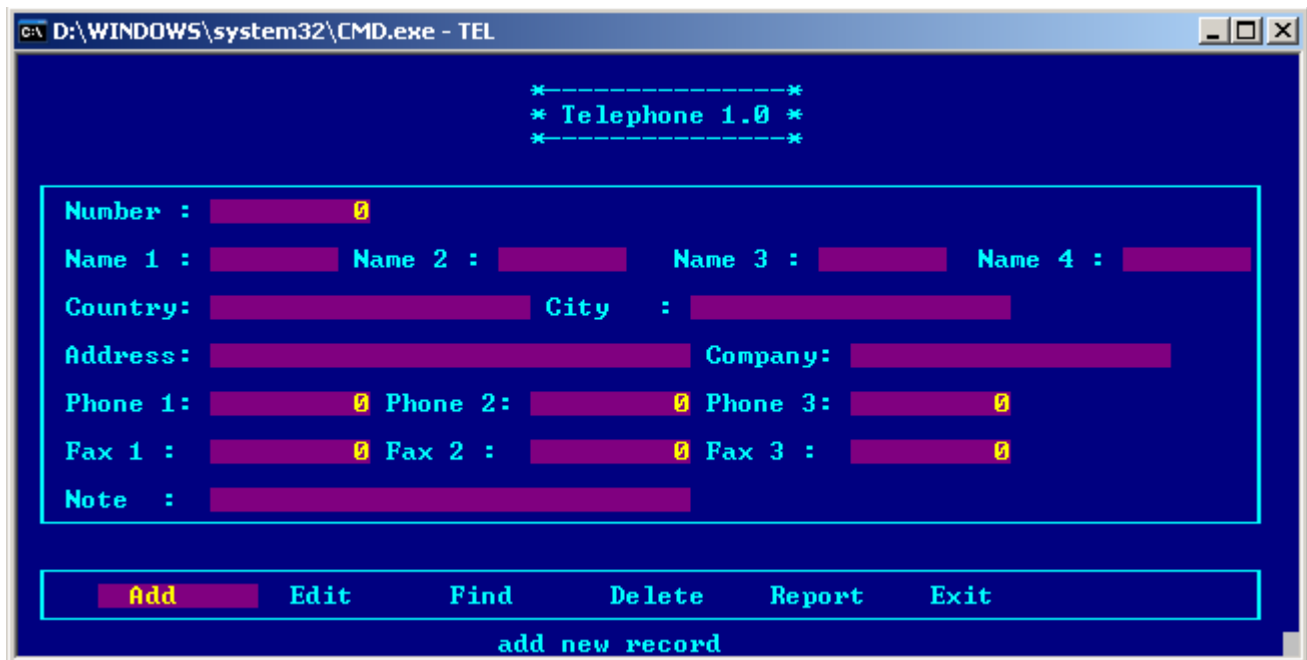 D:\WINDOWS\system32\CMD.exe - TEL
*---------------*
* Telephone 1.0 *
*---------------*
Number : 0
Name 1 : Name 2 : Name 3 : Name 4 :
Country: City :
Address: Company:
Phone 1: 0 Phone 2: 0 Phone 3: 0
Fax 1 : 0 Fax 2 : 0 Fax 3 : 0
Note :
Add Edit Find Delete Report Exit
add new record